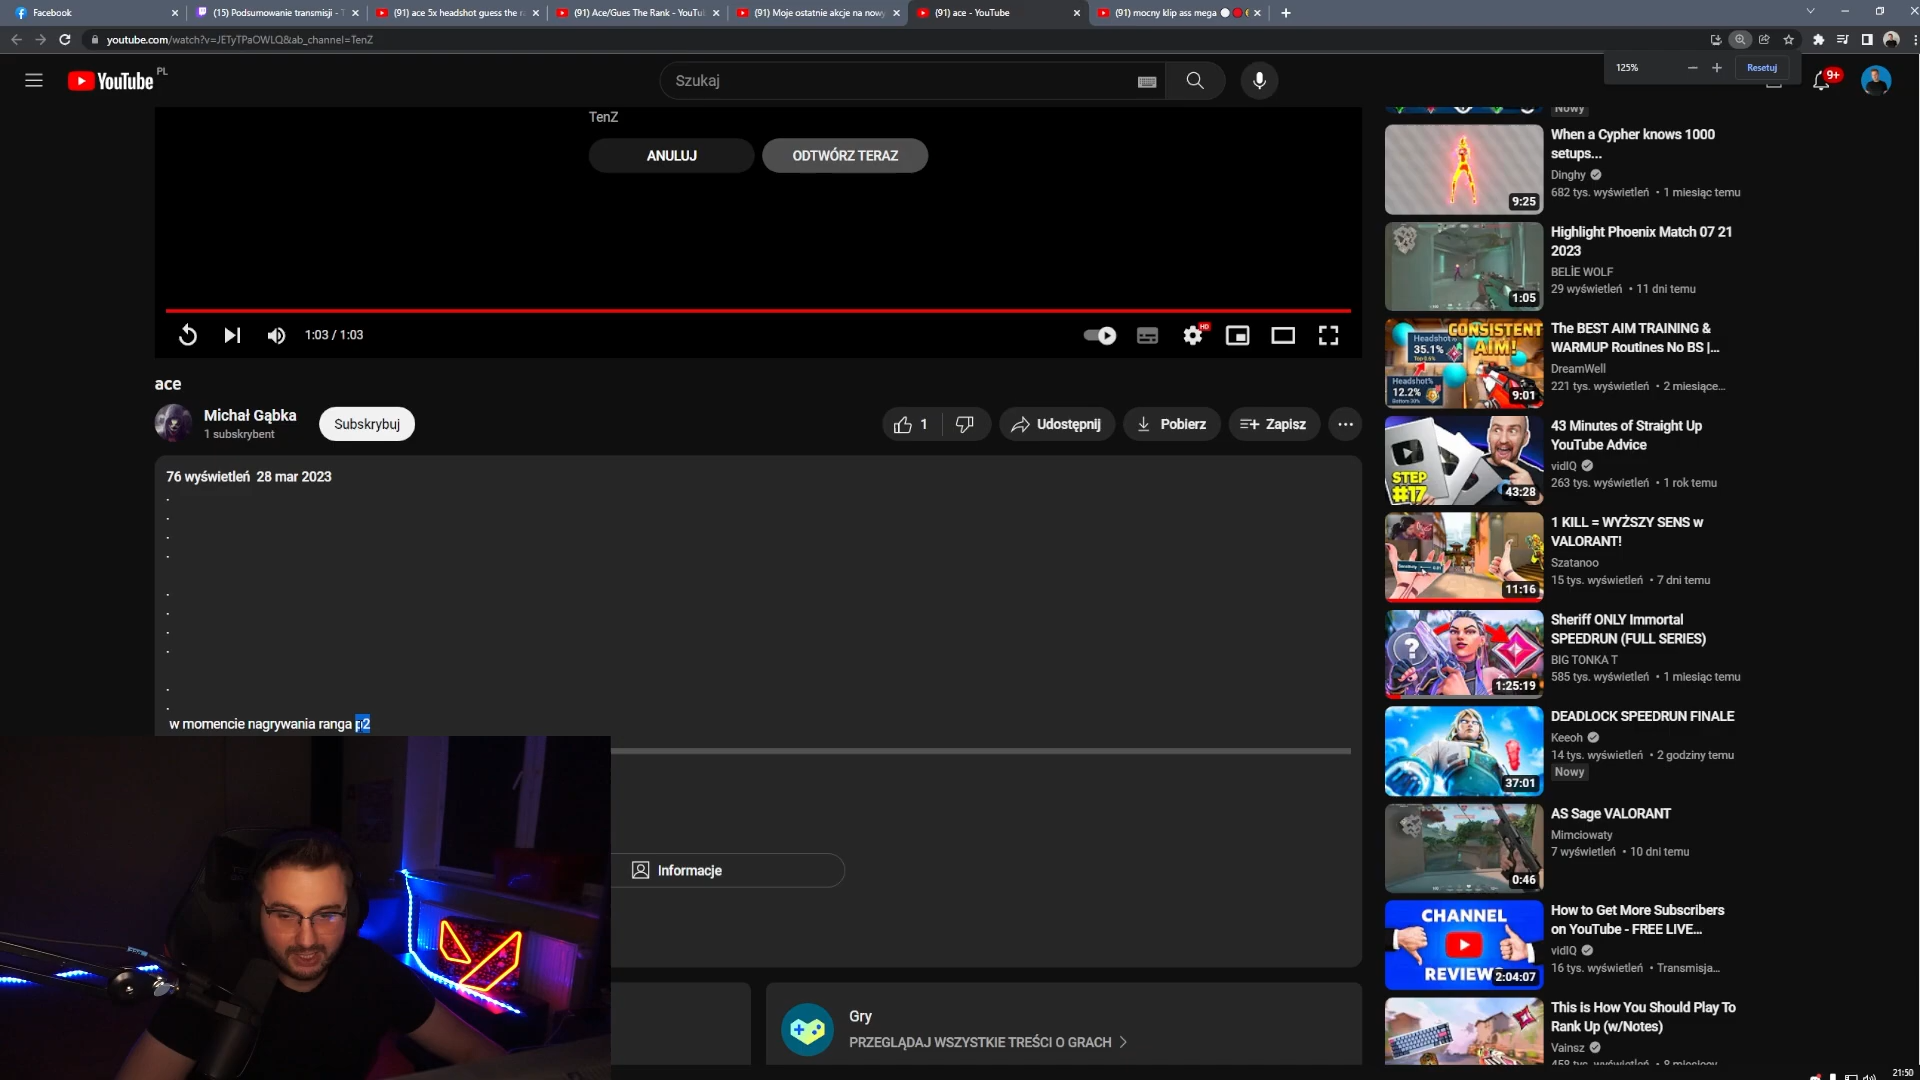 Facebook
(15) Podsumowanie transmisji - T
(91) ace 5x headshot guess the r
(91) Ace/Gues The Rank - YouTu
(91) Moje ostatnie akcje na now
(91) ace - YouTube
(91) mocny klip ass mega
youtube.com/watch?v=JETyTPaOWLQ&ab_channel=TenZ
125%
Resetuj
YouTube PL
Szukaj
9+
TenZ
ANULUJ
ODTWÓRZ TERAZ
1:03 / 1:03
HD
ace
Michał Gąbka
1 subskrybent
Subskrybuj
1
Udostępnij
Pobierz
Zapisz
76 wyświetleń 28 mar 2023
.
.
.
.
.
.
.
.
.
.
w momencie nagrywania ranga p2
Informacje
Gry
PRZEGLĄDAJ WSZYSTKIE TREŚCI O GRACH
Nowy
When a Cypher knows 1000
setups...
Dinghy
682 tys. wyświetleń • 1 miesiąc temu
9:25
Highlight Phoenix Match 07 21
2023
BELİE WOLF
29 wyświetleń • 11 dni temu
1:05
CONSISTENT
AIM!
Headshot%
35.1%
Headshot%
12.2%
9:01
The BEST AIM TRAINING &
WARMUP Routines No BS |...
DreamWell
221 tys. wyświetleń • 2 miesiące...
STEP
#17
43:28
43 Minutes of Straight Up
YouTube Advice
vidIQ
263 tys. wyświetleń • 1 rok temu
11:16
1 KILL = WYŻSZY SENS w
VALORANT!
Szatanoo
15 tys. wyświetleń • 7 dni temu
?
1:25:19
Sheriff ONLY Immortal
SPEEDRUN (FULL SERIES)
BIG TONKA T
585 tys. wyświetleń • 1 miesiąc temu
37:01
DEADLOCK SPEEDRUN FINALE
Keeoh
14 tys. wyświetleń • 2 godziny temu
Nowy
0:46
AS Sage VALORANT
Mimciowaty
7 wyświetleń • 10 dni temu
CHANNEL
REVIEWS
2:04:07
How to Get More Subscribers
on YouTube - FREE LIVE...
vidIQ
16 tys. wyświetleń • Transmisja...
This is How You Should Play To
Rank Up (w/Notes)
Vainsz
21:50